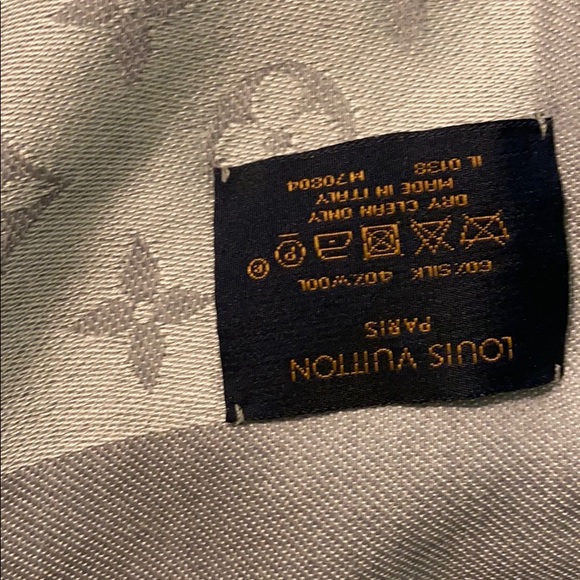 LOUIS VUITTON
PARIS
60% SILK 40% WOOL
P
DRY CLEAN ONLY
MADE IN ITALY
M70804
IL 0138